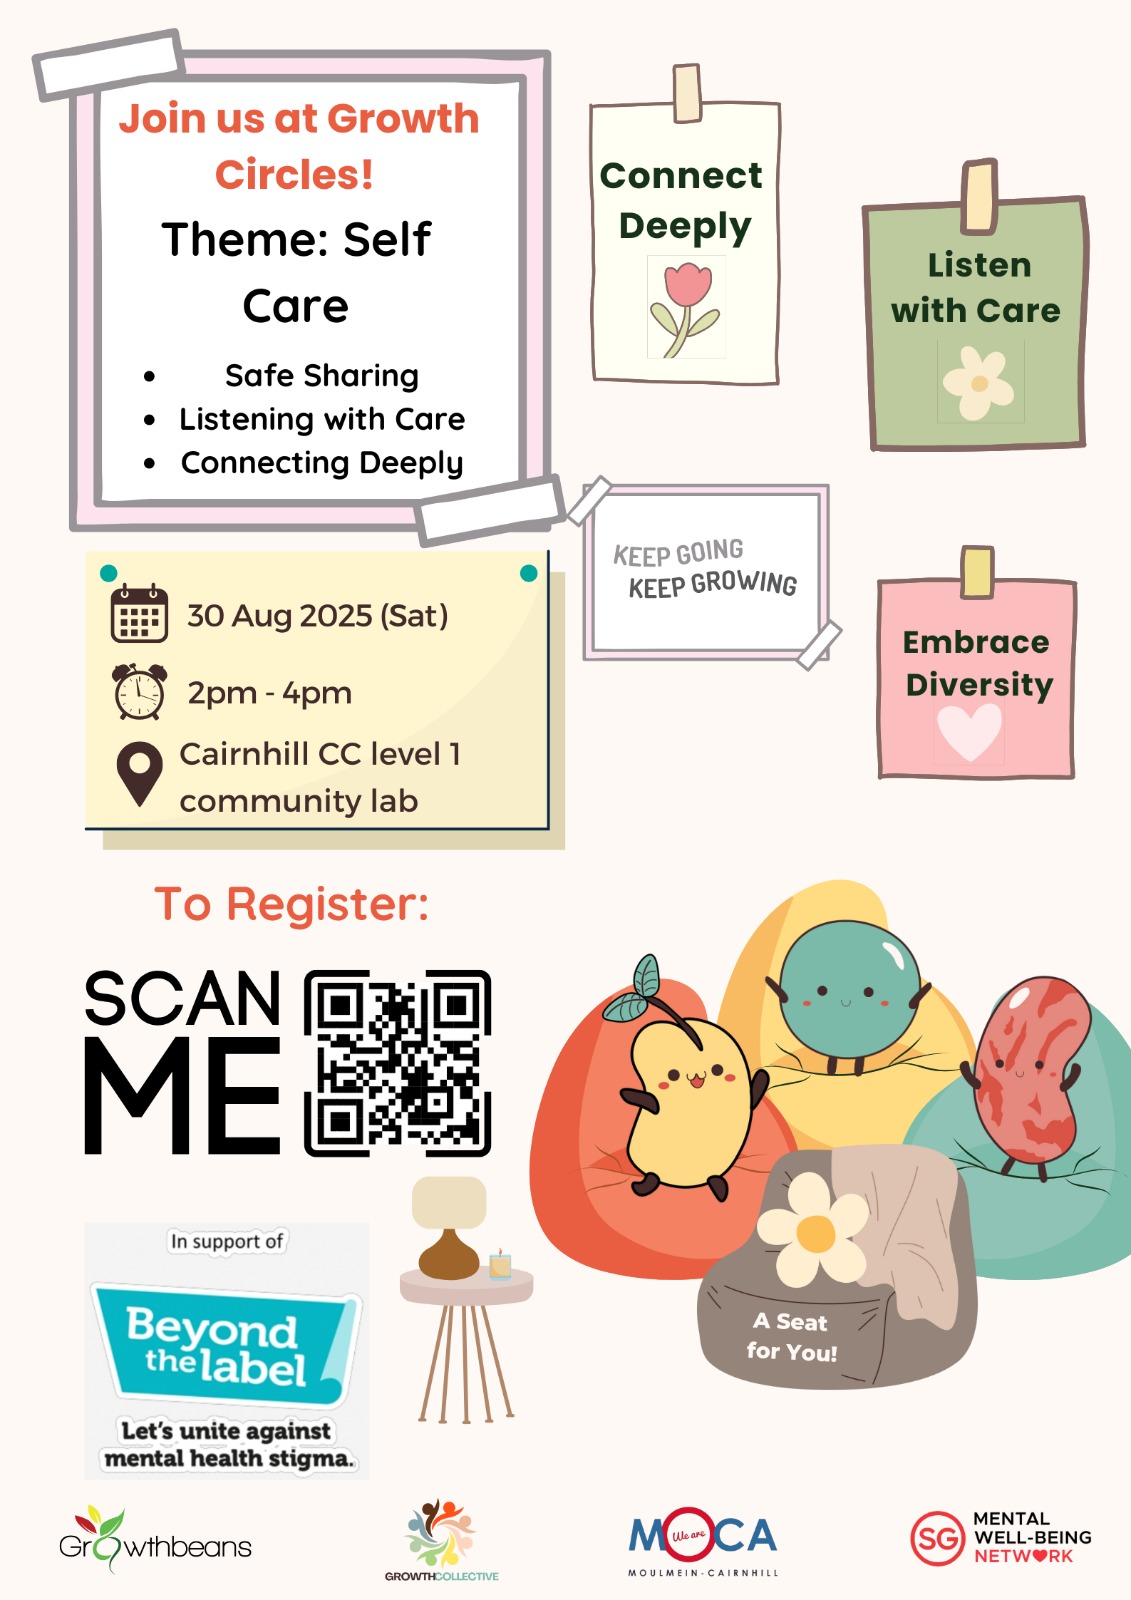 Join us at Growth
Circles!
Theme: Self
Care
• Safe Sharing
• Listening with Care
• Connecting Deeply
Connect
Deeply
Listen
with Care
KEEP GOING
KEEP GROWING
Embrace
Diversity
30 Aug 2025 (Sat)
2pm - 4pm
Cairnhill CC level 1
community lab
To Register:
SCAN
ME
A Seat
for You!
In support of
Beyond
the label
Let's unite against
mental health stigma.
Growthbeans
GROWTHCOLLECTIVE
MOCA
We are
MOULMEIN-CAIRNHILL
SG
MENTAL
WELL-BEING
NETWORK